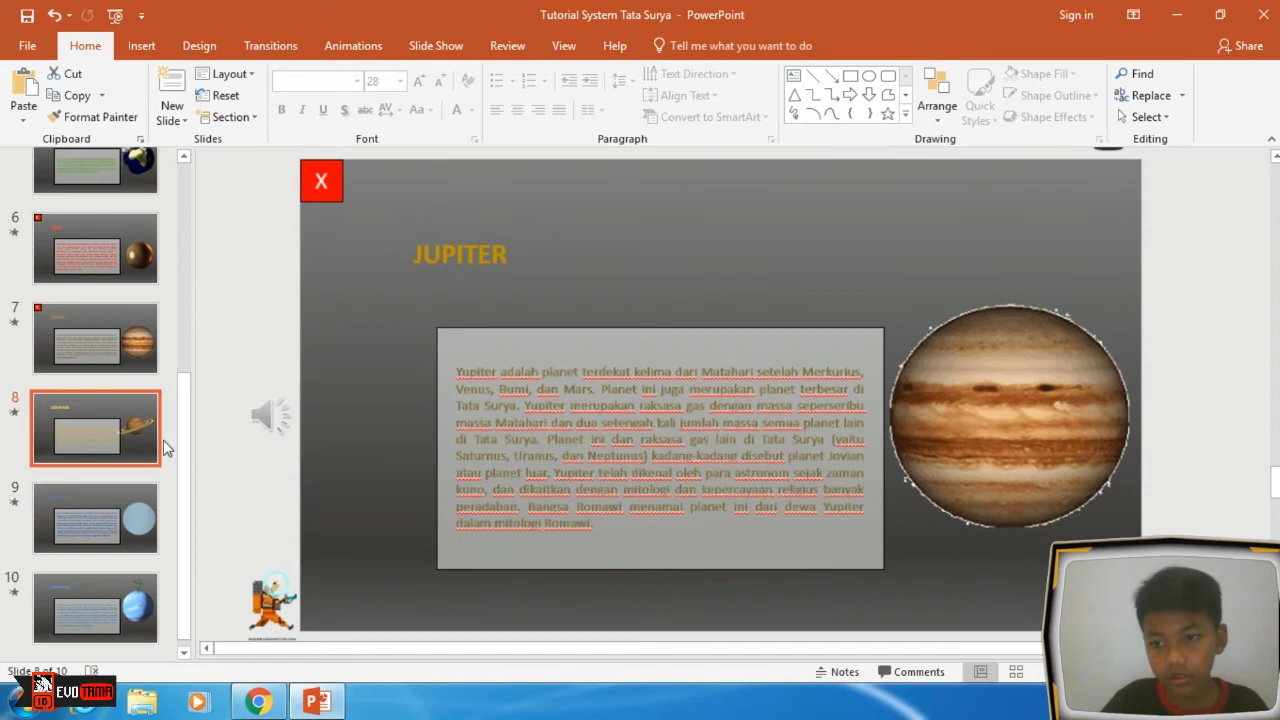 Tutorial System Tata Surya - PowerPoint
Sign in
File Home Insert Design Transitions Animations Slide Show Review View Help Tell me what you want to do Share
Paste
Cut
Copy
Format Painter
Clipboard
New Slide
Layout
Reset
Section
Slides
28
Font
Text Direction
Align Text
Convert to SmartArt
Paragraph
Arrange
Quick Styles
Shape Fill
Shape Outline
Shape Effects
Drawing
Find
Replace
Select
Editing
6
7
8
9
10
X
JUPITER
Yupiter adalah planet terdekat kelima dari Matahari setelah Merkurius,
Venus, Bumi, dan Mars. Planet ini juga merupakan planet terbesar di
Tata Surya. Yupiter merupakan raksasa gas dengan massa seperseribu
massa Matahari dan dua setengah kali jumlah massa semua planet lain
di Tata Surya. Planet ini dan raksasa gas lain di Tata Surya (yaitu
Saturnus, Uranus, dan Neptunus) kadang-kadang disebut planet Jovian
atau planet luar. Yupiter telah dikenal oleh para astronom sejak zaman
kuno, dan dikaitkan dengan mitologi dan kepercayaan religius banyak
peradaban. Bangsa Romawi menamai planet ini dari dewa Yupiter
dalam mitologi Romawi.
Slide 8 of 10
Notes
Comments
ID EVOTAMA